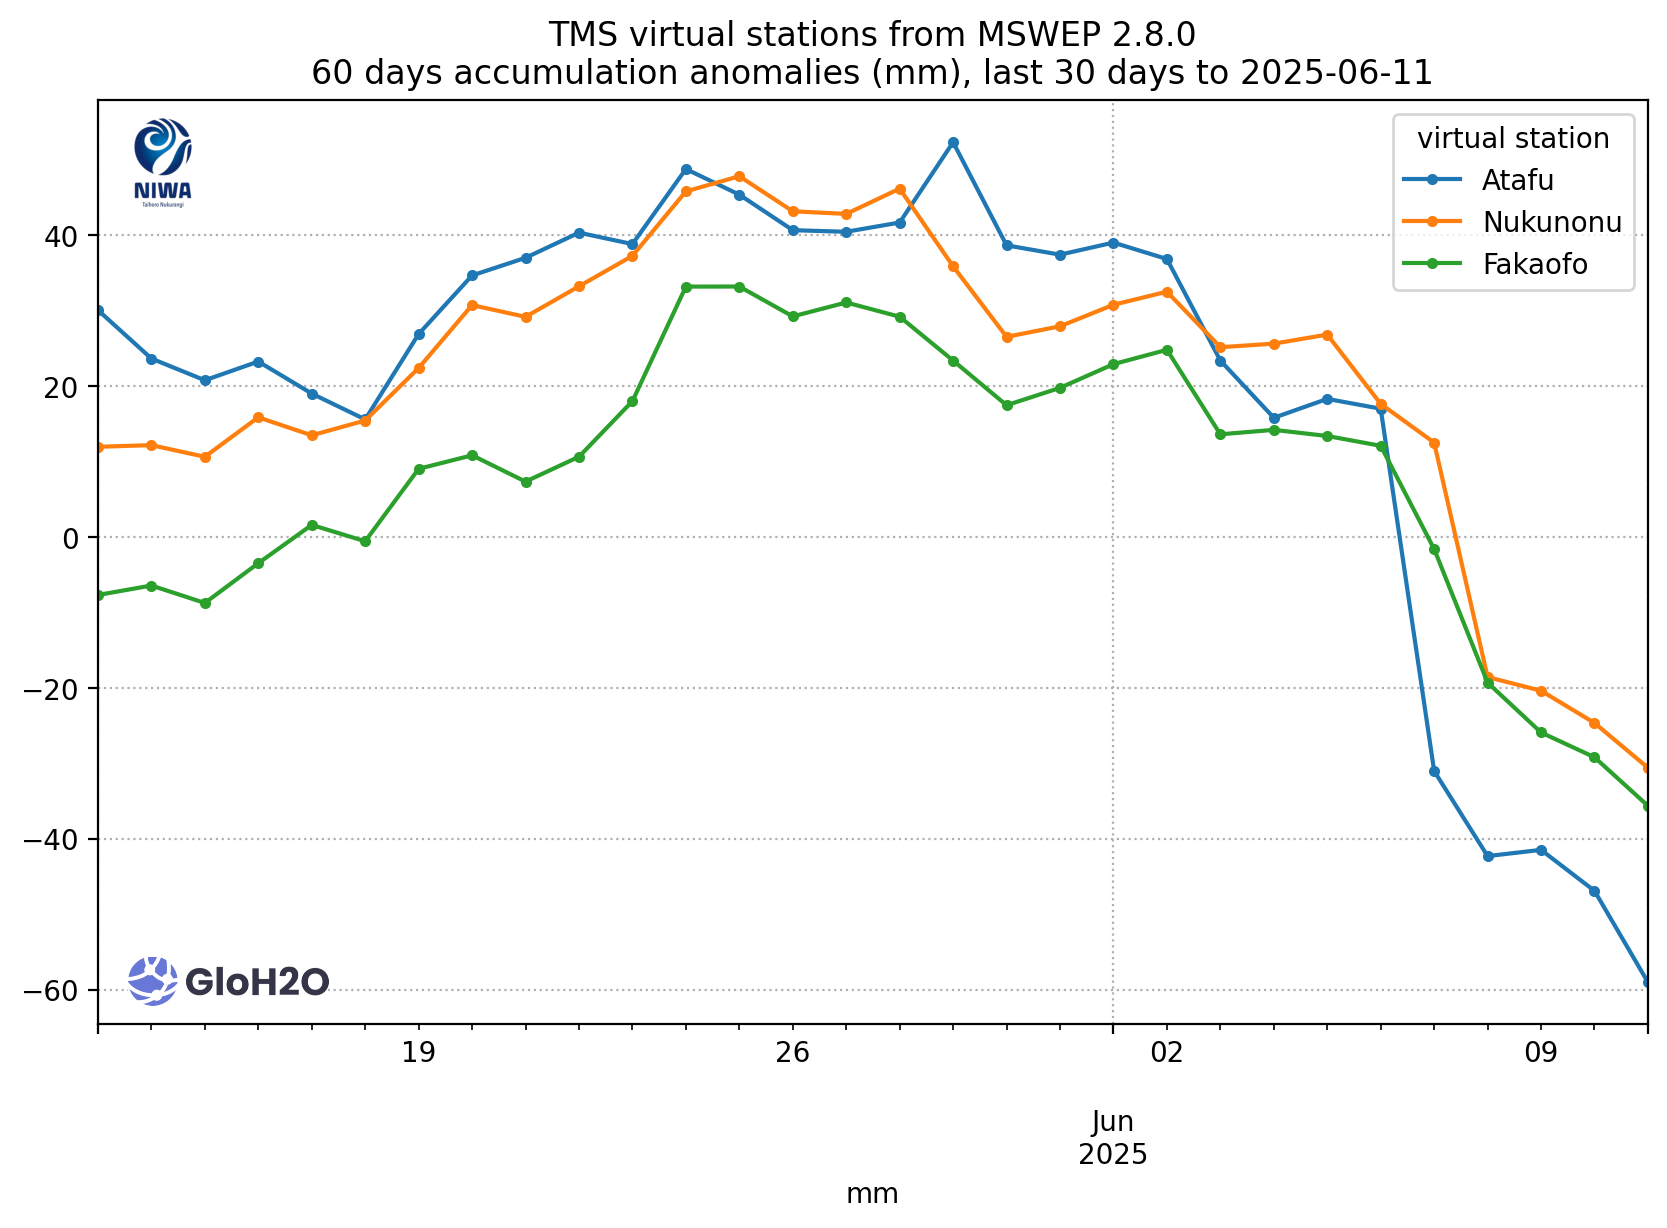 TMS virtual stations from MSWEP 2.8.0
60 days accumulation anomalies (mm), last 30 days to 2025-06-11
NIWA
Taihoro Nukurangi
virtual station
Atafu
Nukunonu
Fakaofo
40
20
0
−20
−40
−60
GloH2O
19
26
02
09
Jun
2025
mm